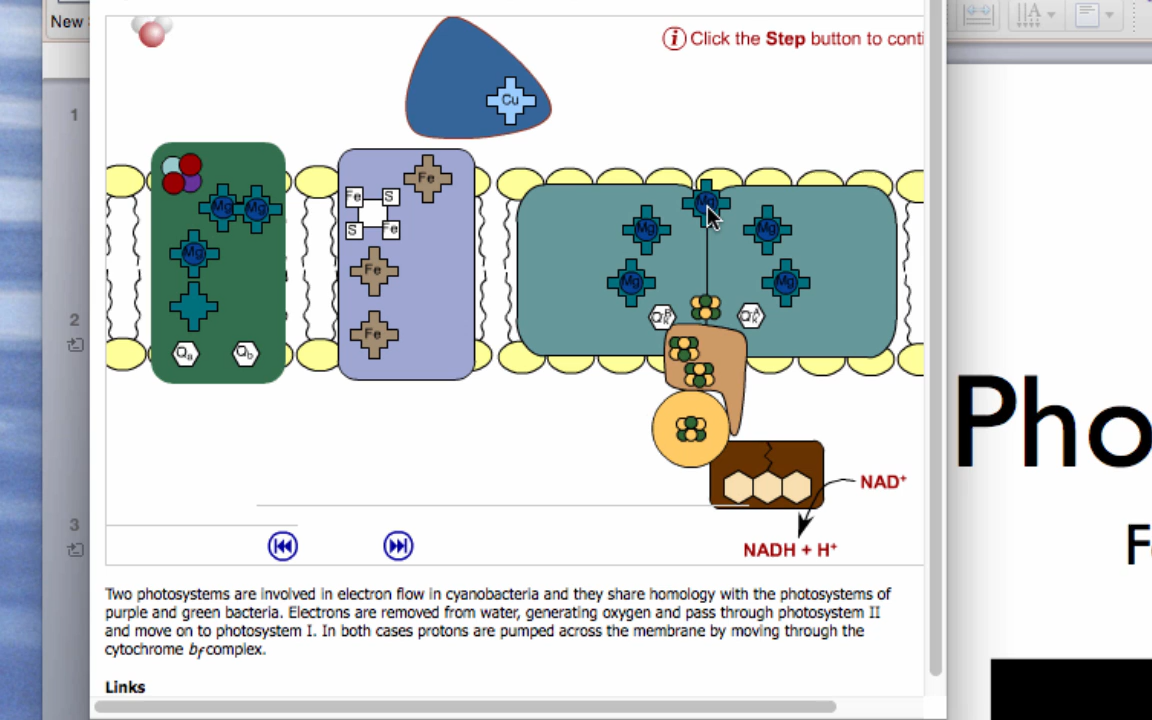 New
Click the Step button to conti
1
Cu
Fe
Fe
S
S
Fe
Mg
Mg
Mg
Mg
Mg
Mg
Mg
Mg
Fe
2
Fe
Qa
Qb
Pho
NAD+
3
NADH + H+
F
Two photosystems are involved in electron flow in cyanobacteria and they share homology with the photosystems of
purple and green bacteria. Electrons are removed from water, generating oxygen and pass through photosystem II
and move on to photosystem I. In both cases protons are pumped across the membrane by moving through the
cytochrome bf complex.
Links